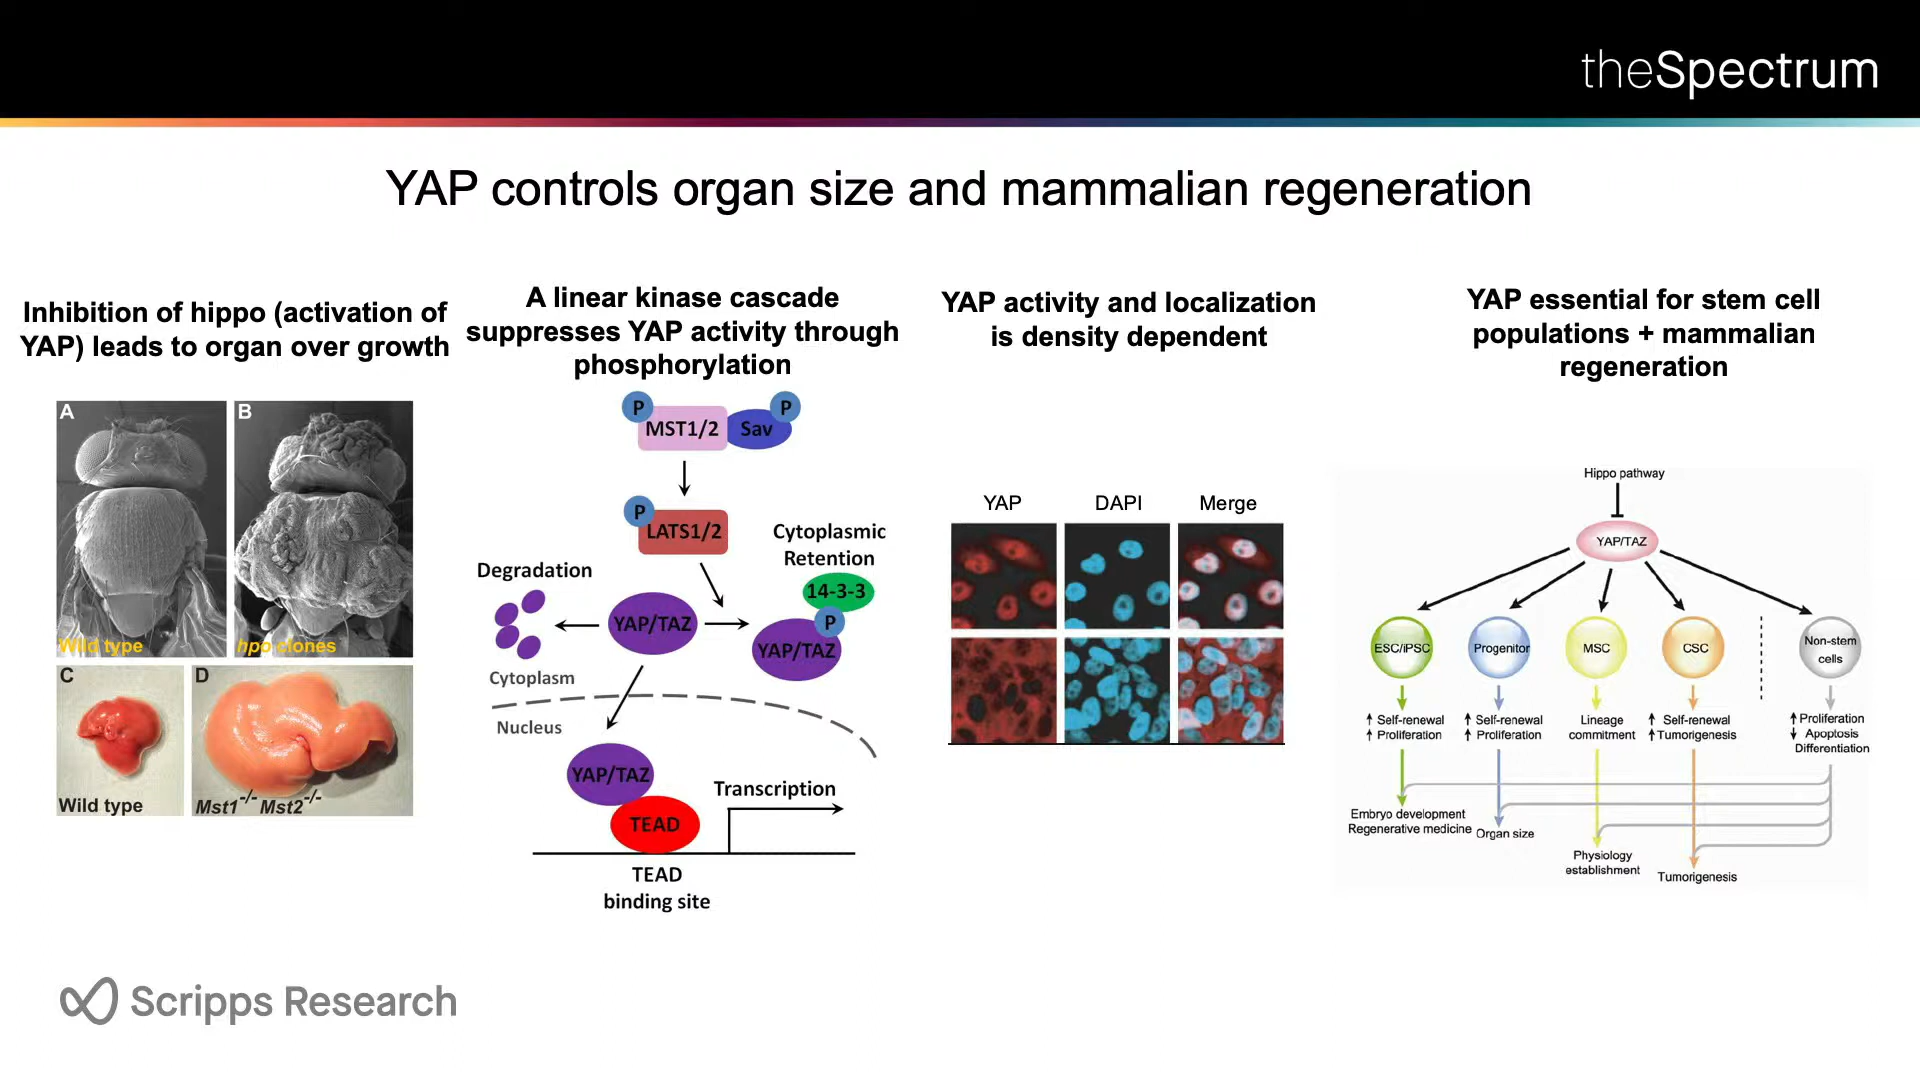 theSpectrum
YAP controls organ size and mammalian regeneration
Inhibition of hippo (activation of
YAP) leads to organ over growth
A
B
Wild type
hpo clones
C
D
Wild type
Mst1-/- Mst2-/-
A linear kinase cascade
suppresses YAP activity through
phosphorylation
P
P
MST1/2
Sav
P
LATS1/2
Cytoplasmic
Retention
Degradation
14-3-3
YAP/TAZ
P
YAP/TAZ
Cytoplasm
Nucleus
YAP/TAZ
Transcription
TEAD
TEAD
binding site
YAP activity and localization
is density dependent
YAP
DAPI
Merge
YAP essential for stem cell
populations + mammalian
regeneration
Hippo pathway
YAP/TAZ
ESC/iPSC
Progenitor
MSC
CSC
Non-stem
cells
↑ Self-renewal
↑ Proliferation
↑ Self-renewal
↑ Proliferation
Lineage
commitment
↑ Self-renewal
↑ Tumorigenesis
↑ Proliferation
↓ Apoptosis
Differentiation
Embryo development
Regenerative medicine
Organ size
Physiology
establishment
Tumorigenesis
Scripps Research